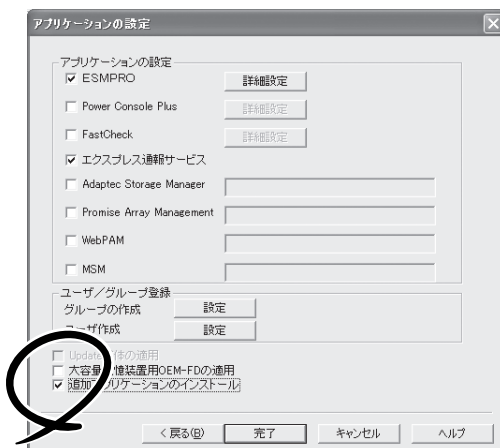 アプリケーションの設定
アプリケーションの設定
ESMPRO 詳細設定
Power Console Plus 詳細設定
FastCheck 詳細設定
エクスプレス通報サービス
Adaptec Storage Manager
Promise Array Management
WebPAM
MSM
ユーザ/グループ登録
グループの作成 設定
ユーザ作成 設定
Update 体の適用
大容量 憶装置用OEM-FDの適用
追加アプリケーションのインストール
< 戻る(B) 完了 キャンセル ヘルプ